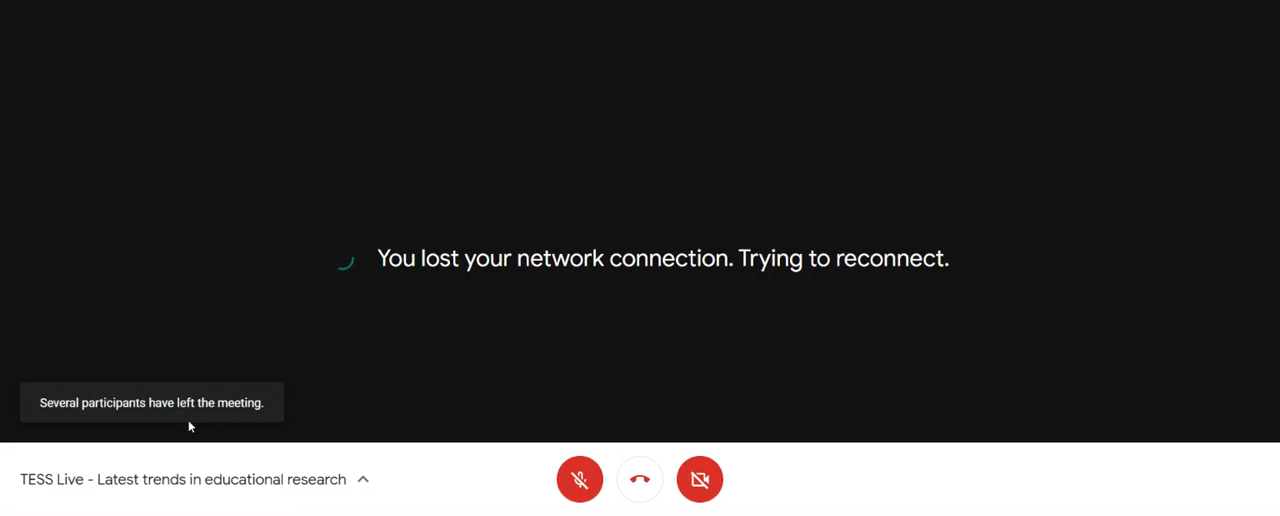 You lost your network connection. Trying to reconnect.
Several participants have left the meeting.
TESS Live - Latest trends in educational research